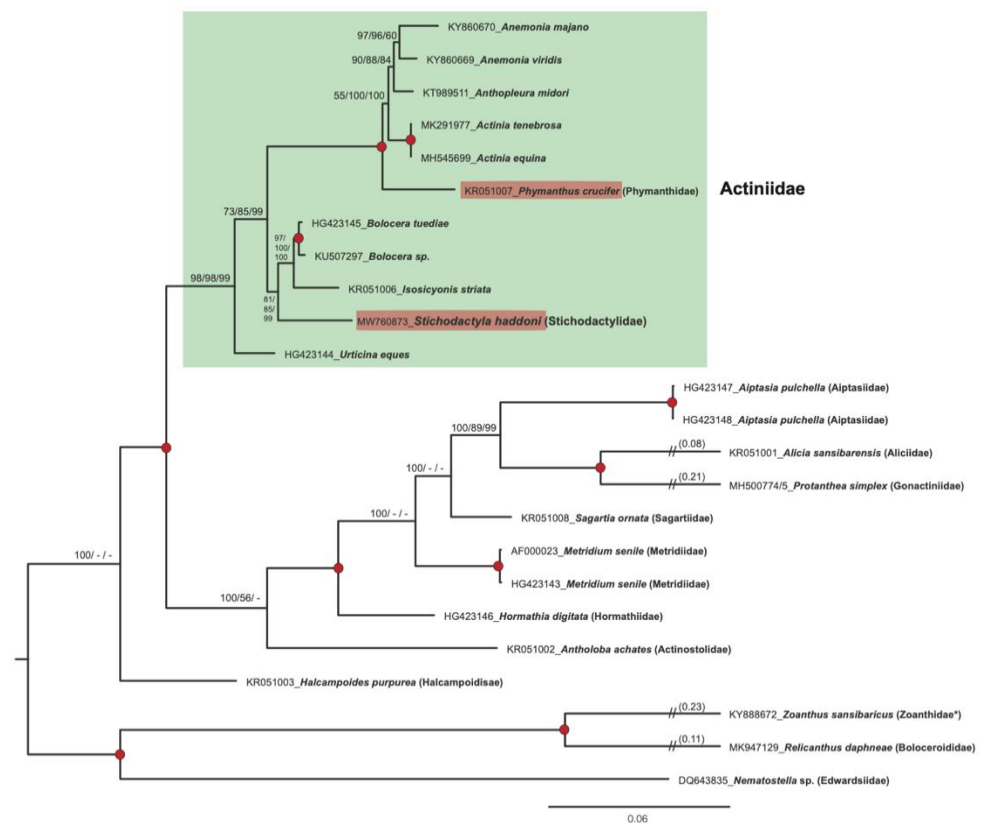 KY860670_Anemonia majano
97/96/60
KY860669_Anemonia viridis
90/88/84
KT989511_Anthopleura midori
55/100/100
MK291977_Actinia tenebrosa
MH545699_Actinia equina
KR051007_Phymanthus crucifer (Phymanthidae)
Actiniidae
73/85/99
HG423145_Bolocera tuediae
97/
100/
100
KU507297_Bolocera sp.
98/98/99
KR051006_Isosicyonis striata
81/
85/
99
MW760873_Stichodactyla haddoni (Stichodactylidae)
HG423144_Urticina eques
HG423147_Aiptasia pulchella (Aiptasiidae)
HG423148_Aiptasia pulchella (Aiptasiidae)
100/89/99
(0.08)
KR051001_Alicia sansibarensis (Aliciidae)
100/ - / -
(0.21)
MH500774/5_Protanthea simplex (Gonactiniidae)
100/ - / -
KR051008_Sagartia ornata (Sagartiidae)
AF000023_Metridium senile (Metridiidae)
100/ - / -
HG423143_Metridium senile (Metridiidae)
100/56/ -
HG423146_Hormathia digitata (Hormathiidae)
KR051002_Antholoba achates (Actinostolidae)
KR051003_Halcampoides purpurea (Halcampoidisae)
(0.23)
KY888672_Zoanthus sansibaricus (Zoanthidae*)
(0.11)
MK947129_Relicanthus daphneae (Boloceroididae)
DQ643835_Nematostella sp. (Edwardsiidae)
0.06